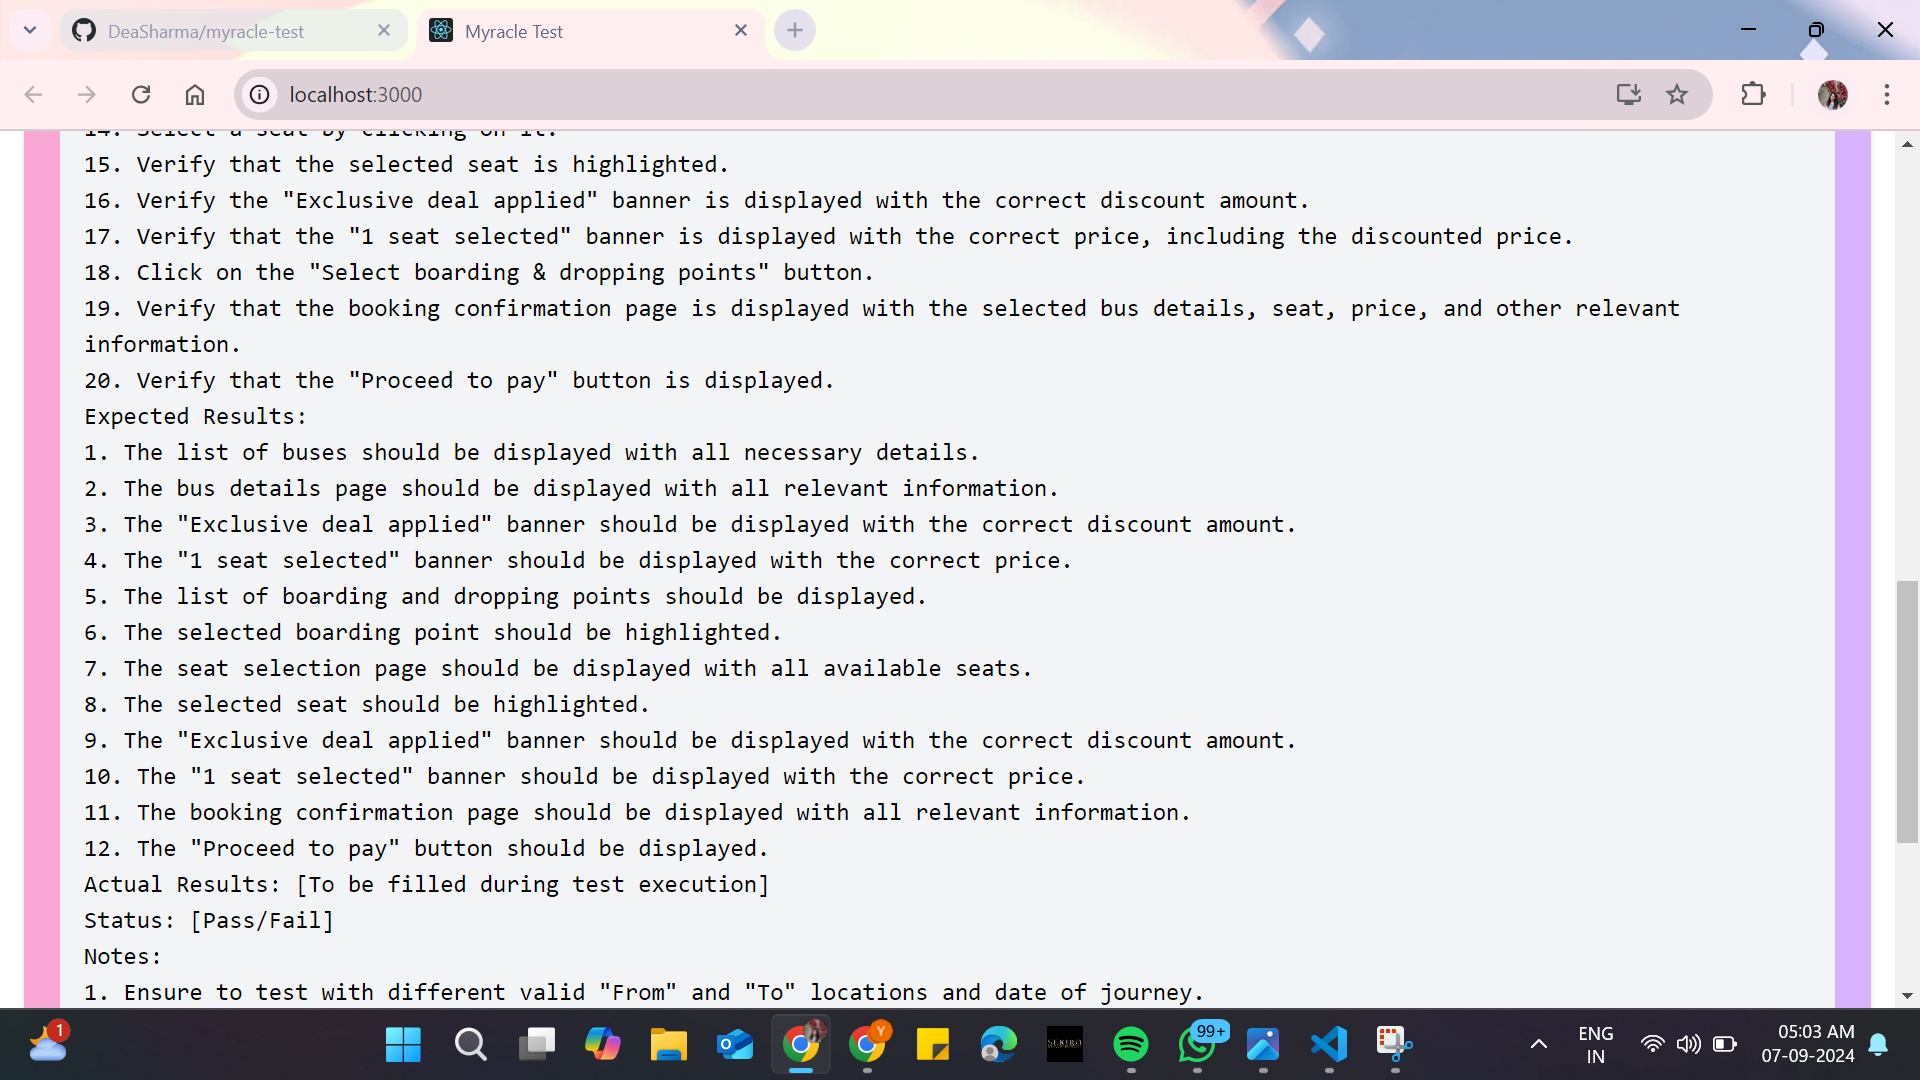 DeaSharma/myracle-test
Myracle Test
localhost:3000
14. Select a seat by clicking on it.
15. Verify that the selected seat is highlighted.
16. Verify the "Exclusive deal applied" banner is displayed with the correct discount amount.
17. Verify that the "1 seat selected" banner is displayed with the correct price, including the discounted price.
18. Click on the "Select boarding & dropping points" button.
19. Verify that the booking confirmation page is displayed with the selected bus details, seat, price, and other relevant
information.
20. Verify that the "Proceed to pay" button is displayed.
Expected Results:
1. The list of buses should be displayed with all necessary details.
2. The bus details page should be displayed with all relevant information.
3. The "Exclusive deal applied" banner should be displayed with the correct discount amount.
4. The "1 seat selected" banner should be displayed with the correct price.
5. The list of boarding and dropping points should be displayed.
6. The selected boarding point should be highlighted.
7. The seat selection page should be displayed with all available seats.
8. The selected seat should be highlighted.
9. The "Exclusive deal applied" banner should be displayed with the correct discount amount.
10. The "1 seat selected" banner should be displayed with the correct price.
11. The booking confirmation page should be displayed with all relevant information.
12. The "Proceed to pay" button should be displayed.
Actual Results: [To be filled during test execution]
Status: [Pass/Fail]
Notes:
1. Ensure to test with different valid "From" and "To" locations and date of journey.
1
Y
SEKIRO
99+
ENG
IN
05:03 AM
07-09-2024